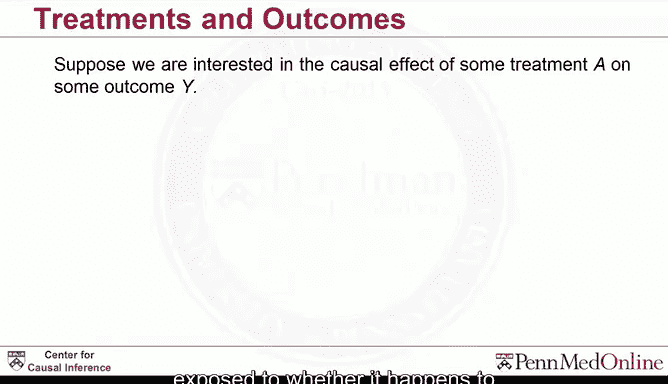 Treatments and Outcomes
Suppose we are interested in the causal effect of some treatment A on
some outcome Y.
Center for
Causal Inference
PennMedOnline
exposed to whether it happens to